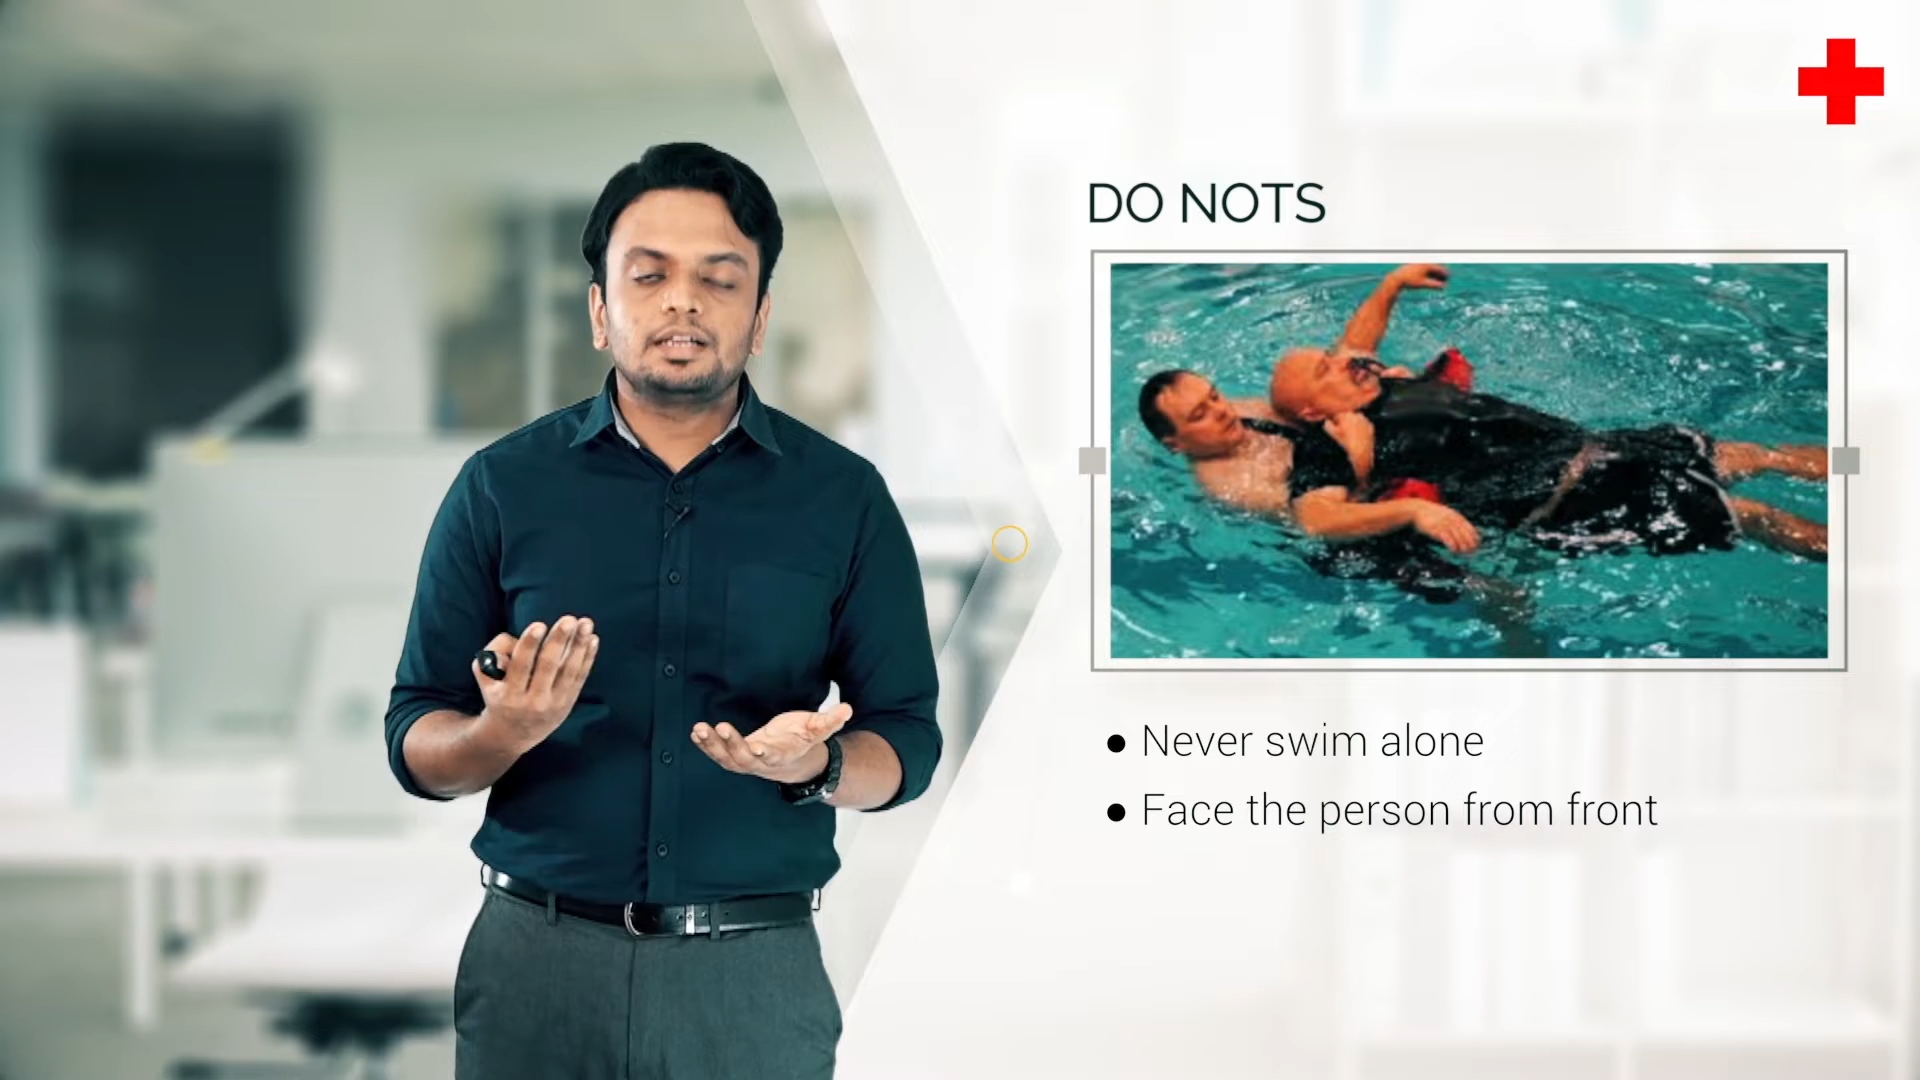 DO NOTS
● Never swim alone
● Face the person from front